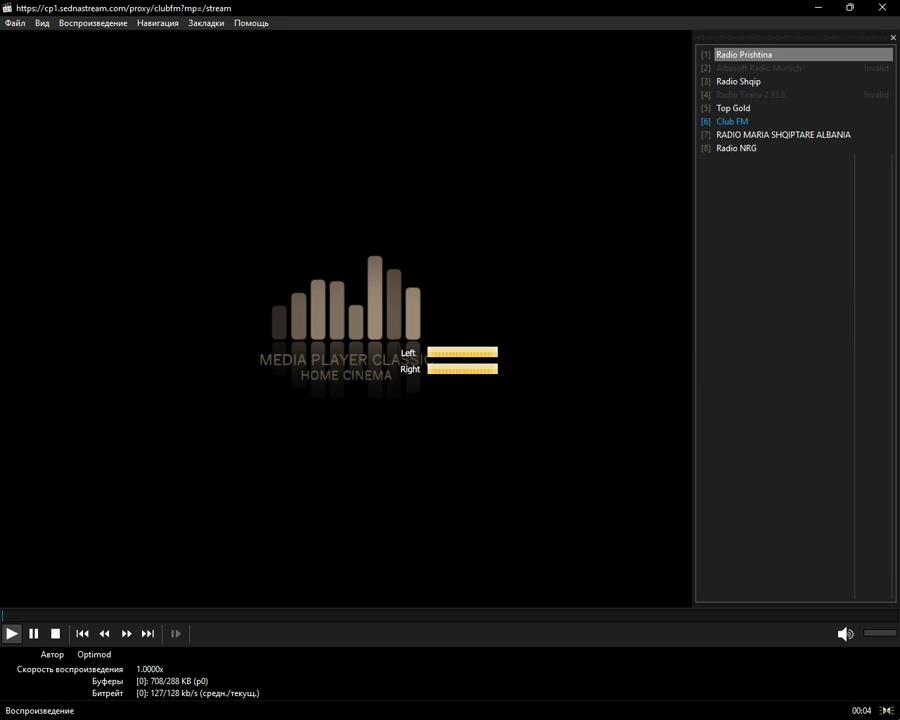 https://cp1.sednastream.com/proxy/clubfm?mp=/stream
Файл Вид Воспроизведение Навигация Закладки Помощь
[1] Radio Prishtina
[2] Albasoft Radio Munich Invalid
[3] Radio Shqip
[4] Radio Tirana 2 95.8 Invalid
[5] Top Gold
[6] Club FM
[7] RADIO MARIA SHQIPTARE ALBANIA
[8] Radio NRG
MEDIA PLAYER CLASSIC
HOME CINEMA
Left
Right
Автор Optimod
Скорость воспроизведения 1.0000x
Буферы [0]: 708/288 KB (p0)
Битрейт [0]: 127/128 kb/s (средн./текущ.)
Воспроизведение 00:04